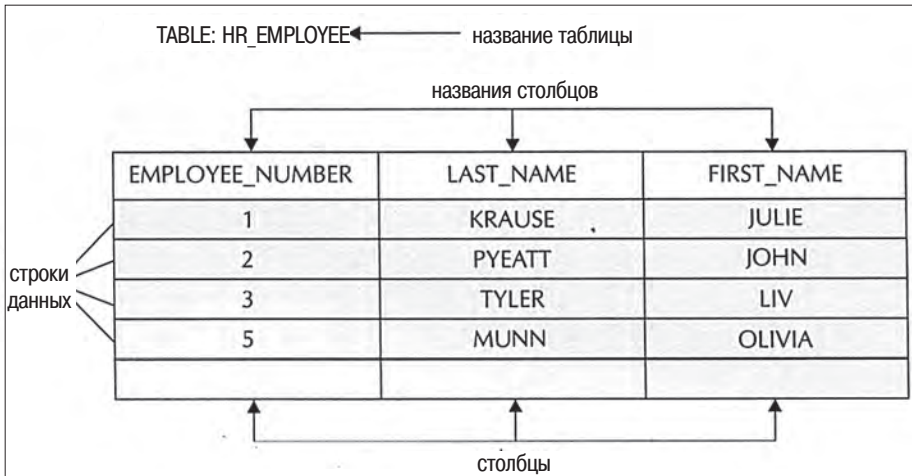 TABLE: HR_EMPLOYEE название таблицы
названия столбцов
EMPLOYEE_NUMBER LAST_NAME FIRST_NAME
1 KRAUSE JULIE
2 PYEATT JOHN
строки
данных
3 TYLER LIV
5 MUNN OLIVIA
столбцы